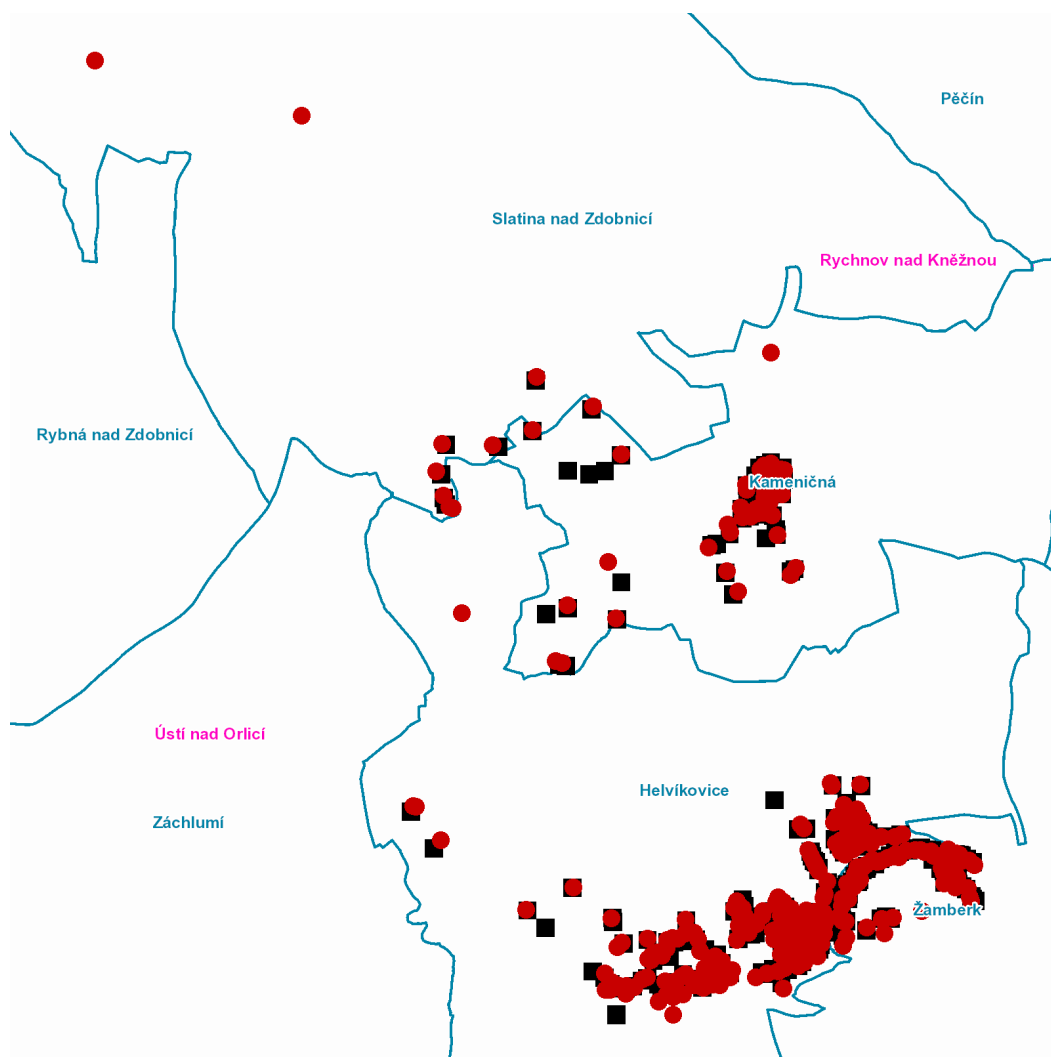 Pěčín
Slatina nad Zdobnicí
Rychnov nad Kněžnou
Rybná nad Zdobnicí
Kameničná
Ústí nad Orlicí
Helvíkovice
Záchlumí
Žamberk